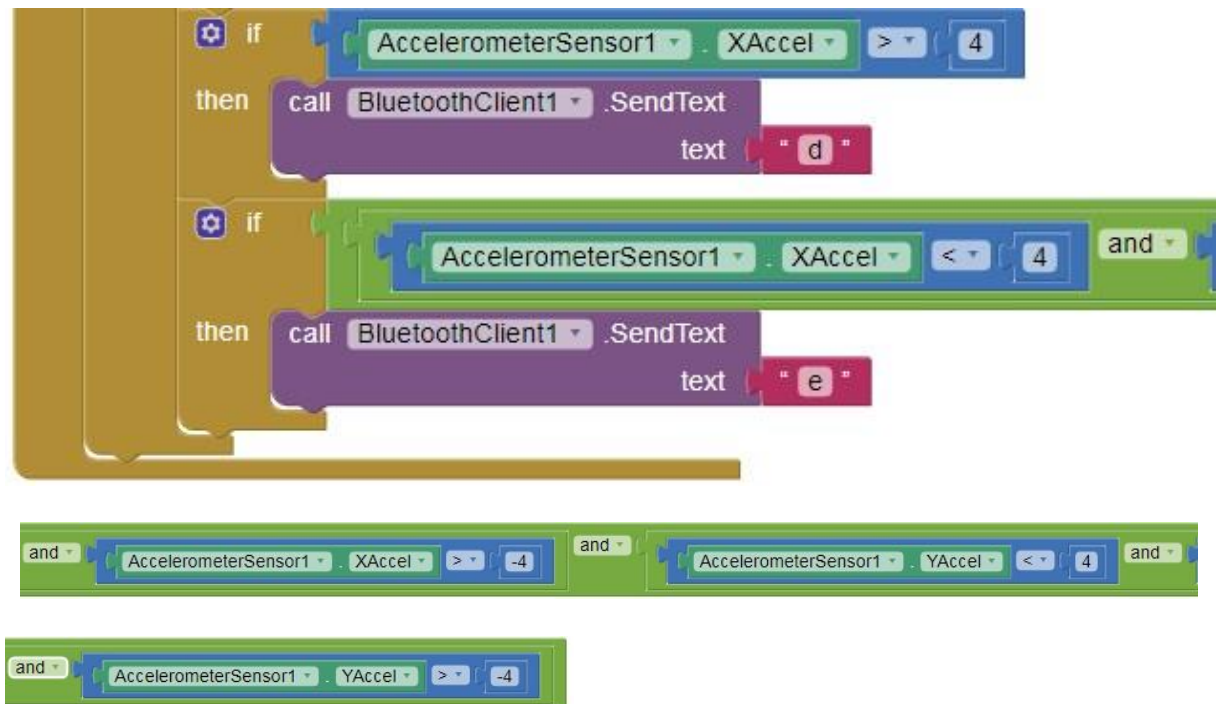 if AccelerometerSensor1 . XAccel > 4
then call BluetoothClient1 .SendText
text " d "
if AccelerometerSensor1 . XAccel < 4 and
then call BluetoothClient1 .SendText
text " e "
and AccelerometerSensor1 . XAccel > -4 and AccelerometerSensor1 . YAccel < 4 and
and AccelerometerSensor1 . YAccel > -4